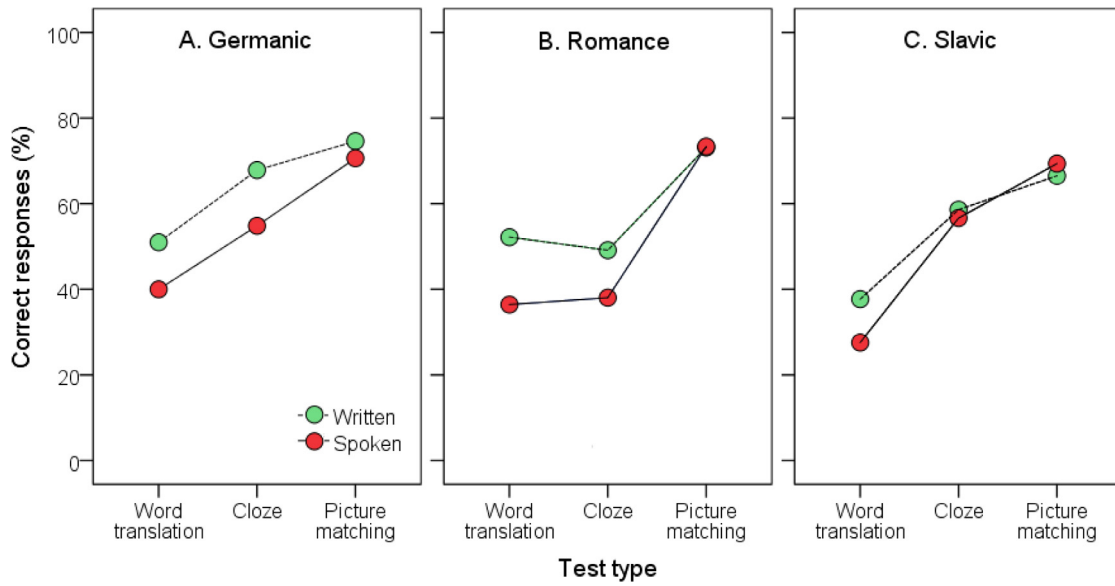 A. Germanic
B. Romance
C. Slavic
Correct responses (%)
100
80
60
40
20
0
Written
Spoken
Word
translation
Cloze
Picture
matching
Word
translation
Cloze
Picture
matching
Word
translation
Cloze
Picture
matching
Test type